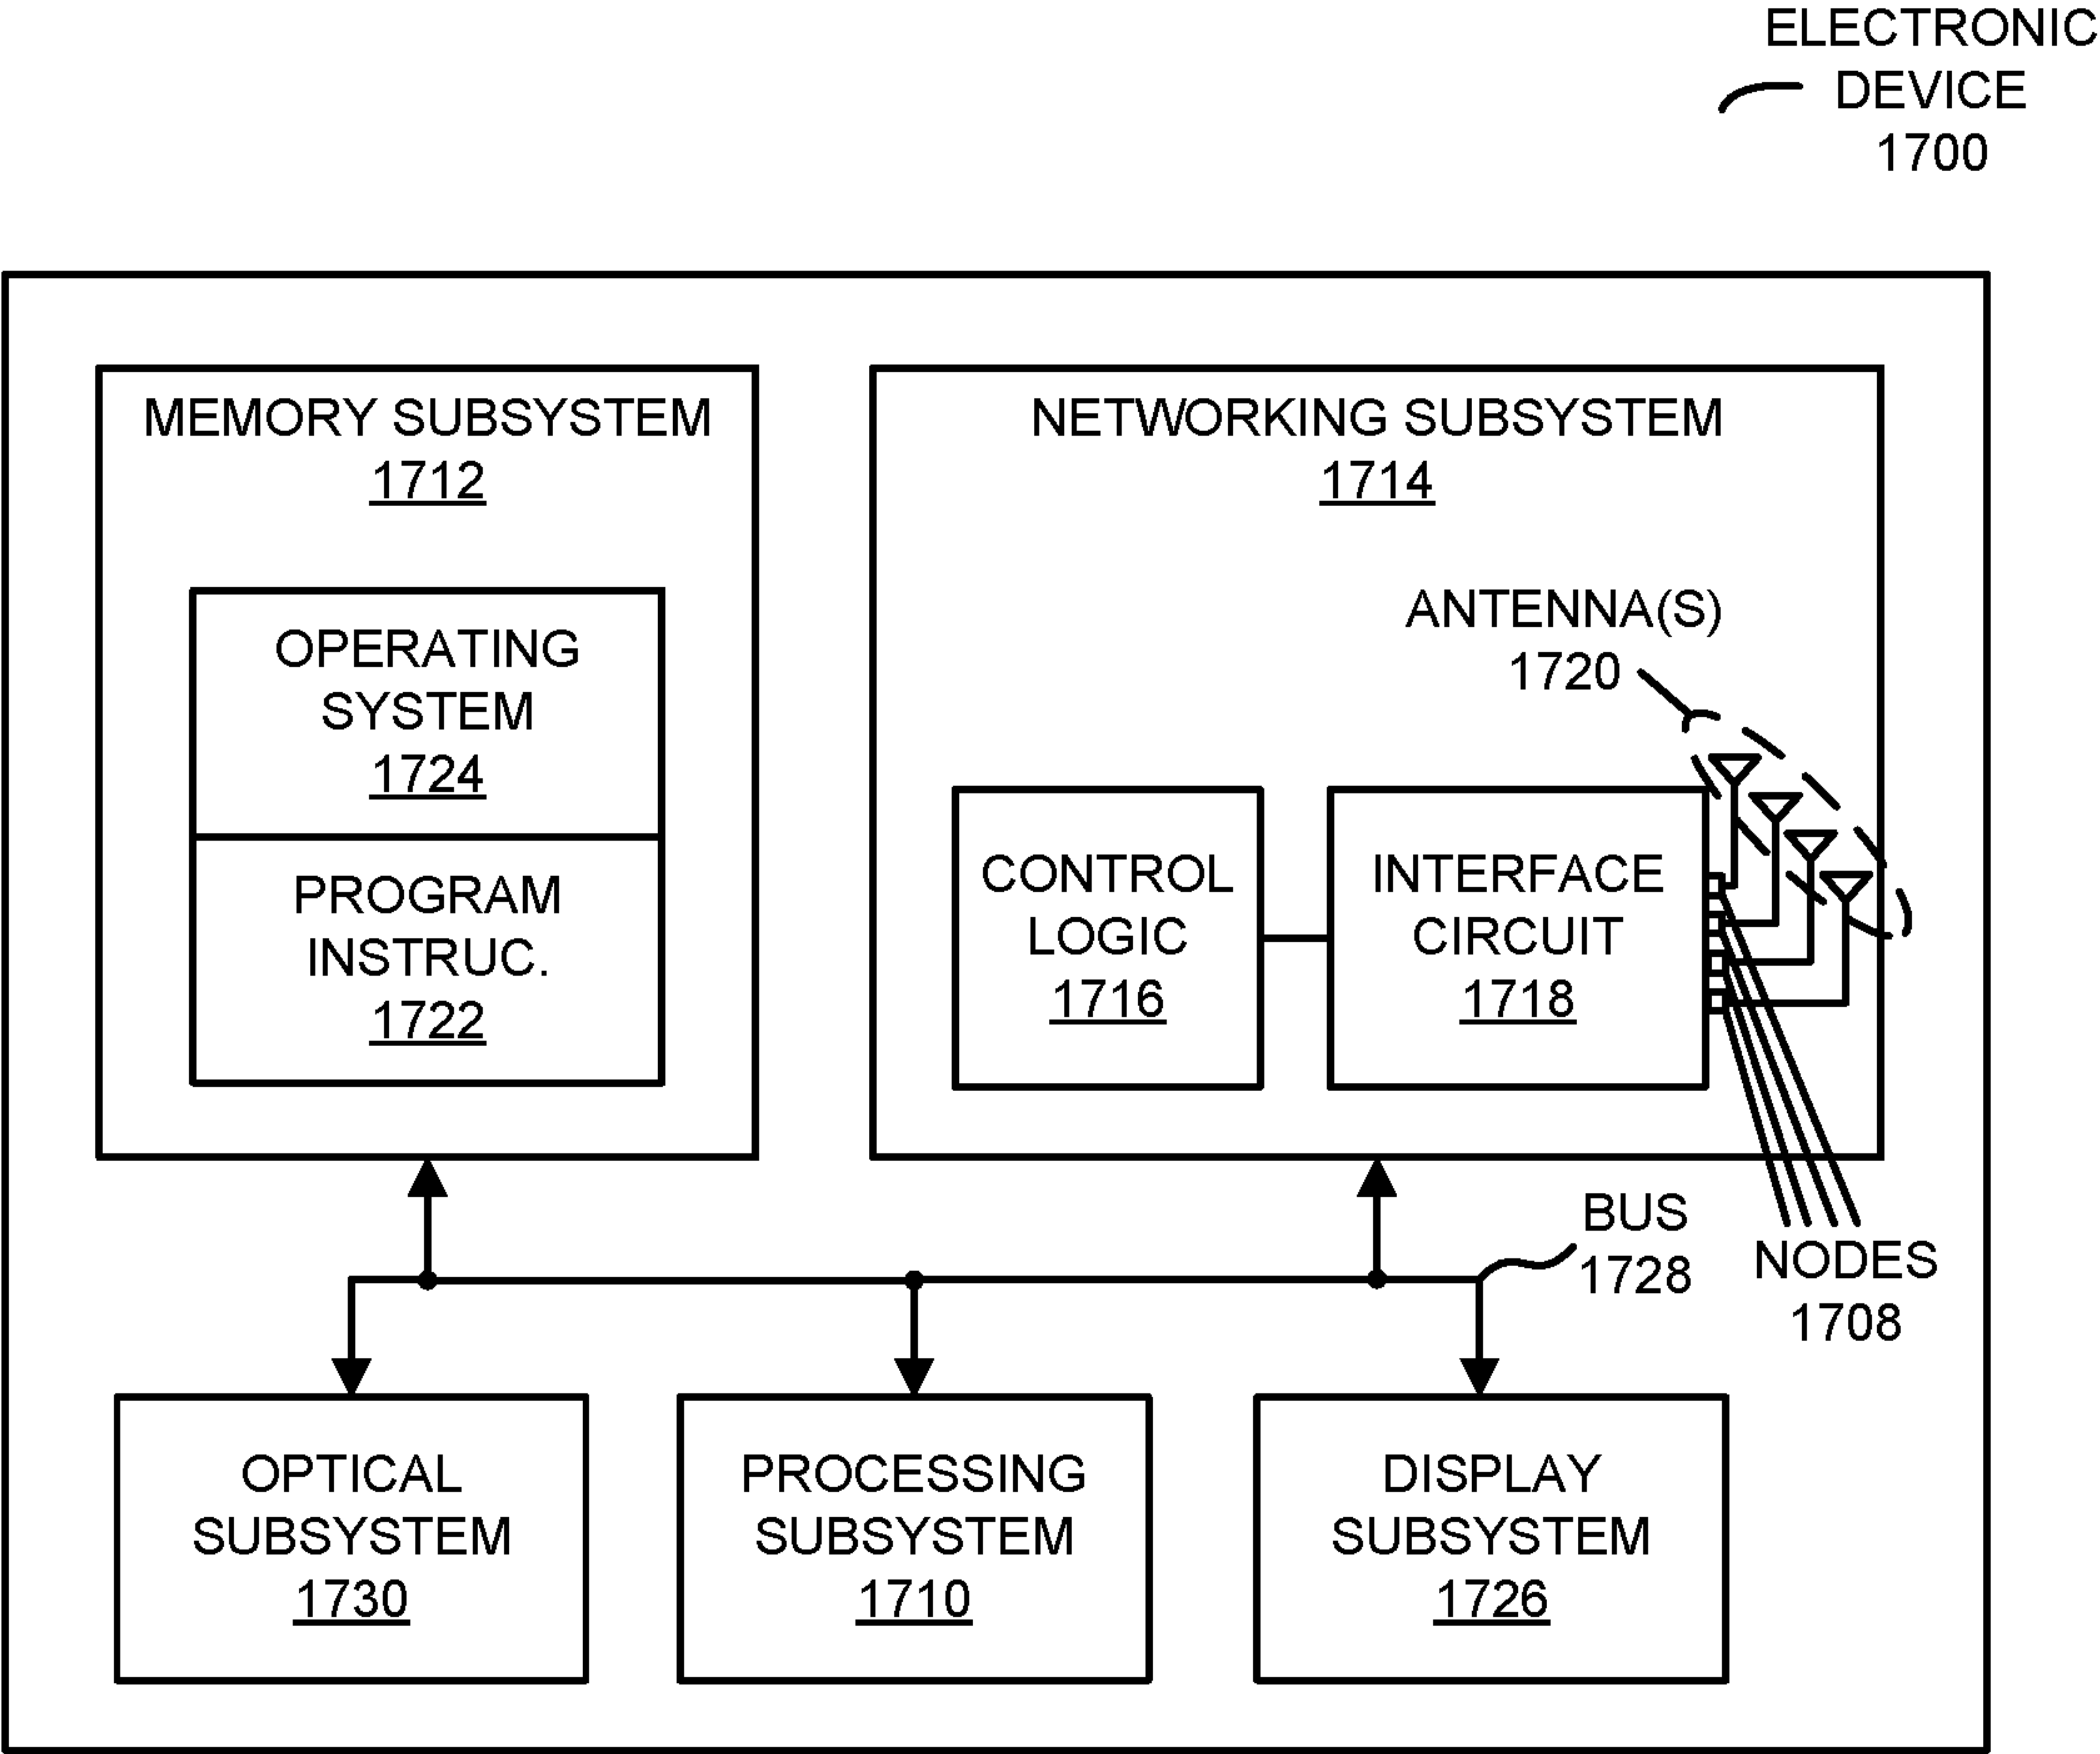 ELECTRONIC
DEVICE
1700
MEMORY SUBSYSTEM
1712
OPERATING
SYSTEM
1724
PROGRAM
INSTRUC.
1722
NETWORKING SUBSYSTEM
1714
ANTENNA(S)
1720
CONTROL
LOGIC
1716
INTERFACE
CIRCUIT
1718
BUS
1728
NODES
1708
OPTICAL
SUBSYSTEM
1730
PROCESSING
SUBSYSTEM
1710
DISPLAY
SUBSYSTEM
1726